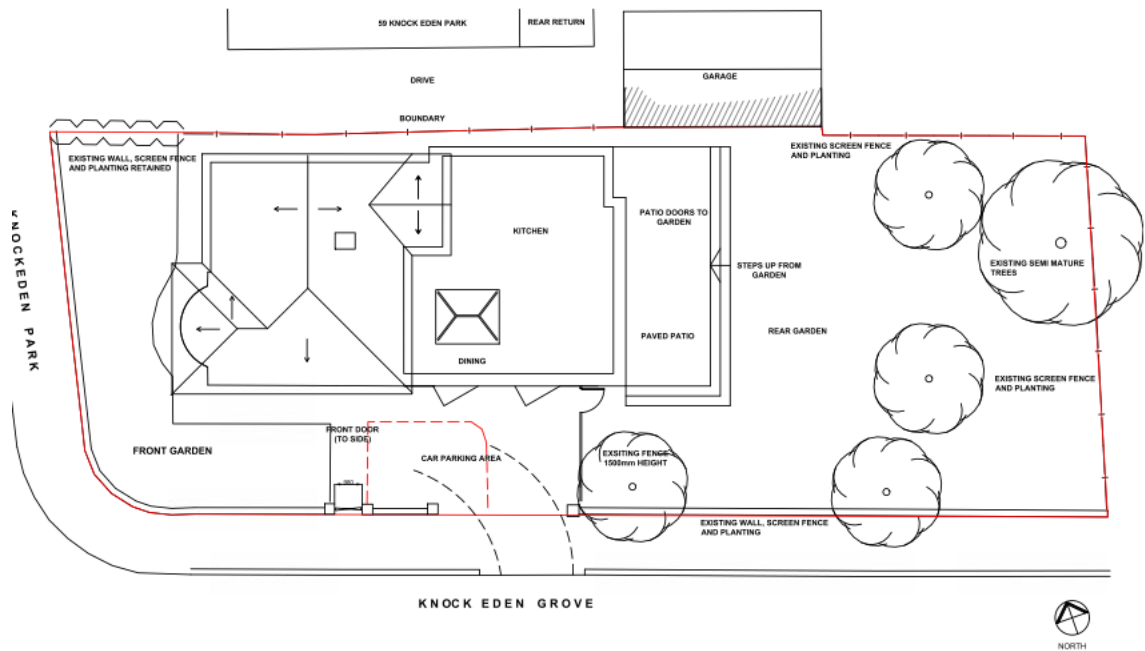 59 KNOCK EDEN PARK
REAR RETURN
DRIVE
GARAGE
BOUNDARY
EXISTING WALL, SCREEN FENCE
AND PLANTING RETAINED
EXISTING SCREEN FENCE
AND PLANTING
KNOCKEDEN PARK
KITCHEN
PATIO DOORS TO
GARDEN
STEPS UP FROM
GARDEN
EXISTING SEMI MATURE
TREES
DINING
PAVED PATIO
REAR GARDEN
EXISTING SCREEN FENCE
AND PLANTING
FRONT GARDEN
FRONT DOOR
(TO SIDE)
CAR PARKING AREA
EXSITING FENCE
1500mm HEIGHT
EXISTING WALL, SCREEN FENCE
AND PLANTING
KNOCK EDEN GROVE
NORTH